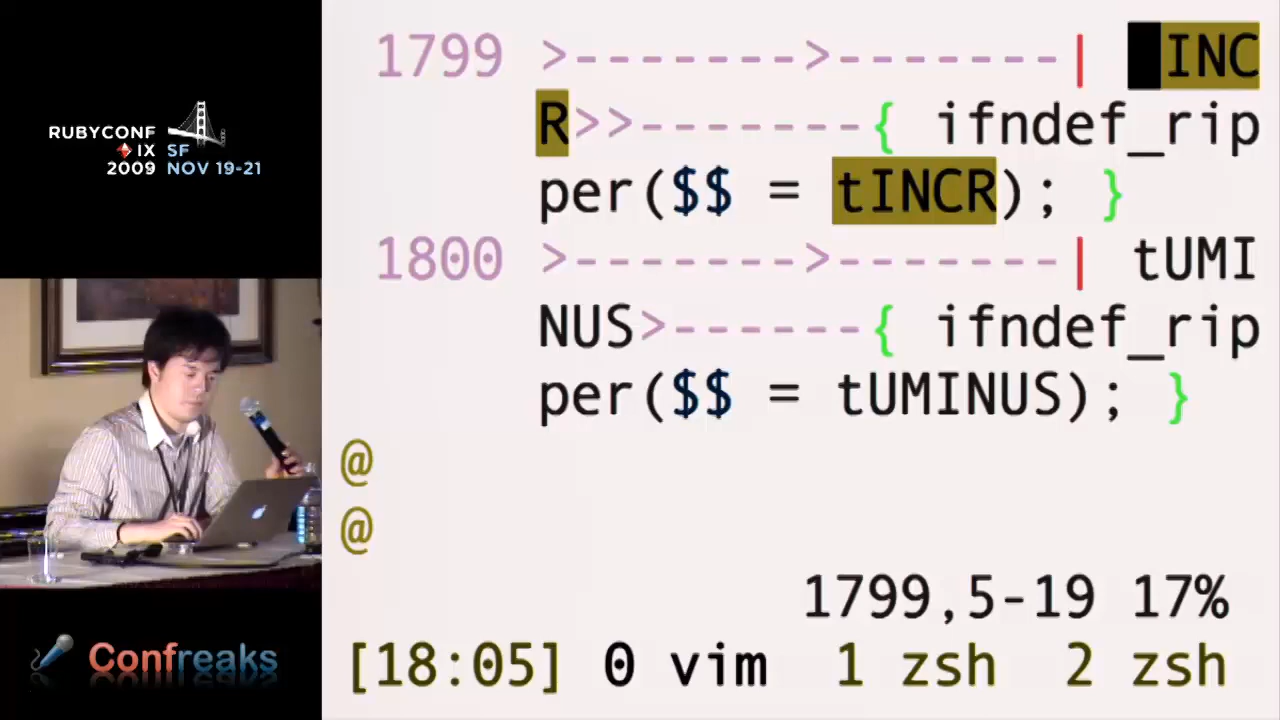 RUBYCONF
IX SF
2009 NOV 19-21
1799 >------->-------| INC
R>>-------{ ifndef_rip
per($$ = tINCR); }
1800 >------->-------| tUMI
NUS>------{ ifndef_rip
per($$ = tUMINUS); }
@
@
1799,5-19 17%
[18:05] 0 vim 1 zsh 2 zsh
Confreaks